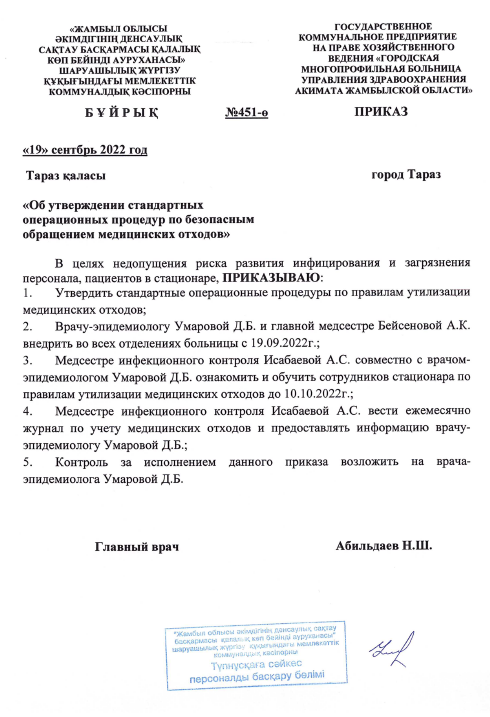 «ЖАМБЫЛ ОБЛЫСЫ
ӘКІМДІГІНІҢ ДЕНСАУЛЫҚ
САҚТАУ БАСҚАРМАСЫ ҚАЛАЛЫҚ
КӨП БЕЙІНДІ АУРУХАНАСЫ»
ШАРУАШЫЛЫҚ ЖҮРГІЗУ
ҚҰҚЫҒЫНДАҒЫ МЕМЛЕКЕТТІК
КОММУНАЛДЫҚ КӘСІПОРНЫ
ГОСУДАРСТВЕННОЕ
КОММУНАЛЬНОЕ ПРЕДПРИЯТИЕ
НА ПРАВЕ ХОЗЯЙСТВЕННОГО
ВЕДЕНИЯ «ГОРОДСКАЯ
МНОГОПРОФИЛЬНАЯ БОЛЬНИЦА
УПРАВЛЕНИЯ ЗДРАВООХРАНЕНИЯ
АКИМАТА ЖАМБЫЛСКОЙ ОБЛАСТИ»
Б Ұ Й Р Ы Қ №451-ө ПРИКАЗ
«19» сентбрь 2022 год
Тараз қаласы город Тараз
«Об утверждении стандартных
операционных процедур по безопасным
обращением медицинских отходов»
В целях недопущения риска развития инфицирования и загрязнения
персонала, пациентов в стационаре, ПРИКАЗЫВАЮ:
1. Утвердить стандартные операционные процедуры по правилам утилизации
медицинских отходов;
2. Врачу-эпидемиологу Умаровой Д.Б. и главной медсестре Бейсеновой А.К.
внедрить во всех отделениях больницы с 19.09.2022г.;
3. Медсестре инфекционного контроля Исабаевой А.С. совместно с врачом-
эпидемиологом Умаровой Д.Б. ознакомить и обучить сотрудников стационара по
правилам утилизации медицинских отходов до 10.10.2022г.;
4. Медсестре инфекционного контроля Исабаевой А.С. вести ежемесячно
журнал по учету медицинских отходов и предоставлять информацию врачу-
эпидемиологу Умаровой Д.Б.;
5. Контроль за исполнением данного приказа возложить на врача-
эпидемиолога Умаровой Д.Б.
Главный врач Абильдаев Н.Ш.
"Жамбыл облысы әкімдігінің денсаулық сақтау
басқармасы қалалық көп бейінді ауруханасы"
шаруашылық жүргізу құқығындағы мемлекеттік
коммуналдық кәсіпорны
Түпнұсқаға сәйкес
персоналды басқару бөлімі